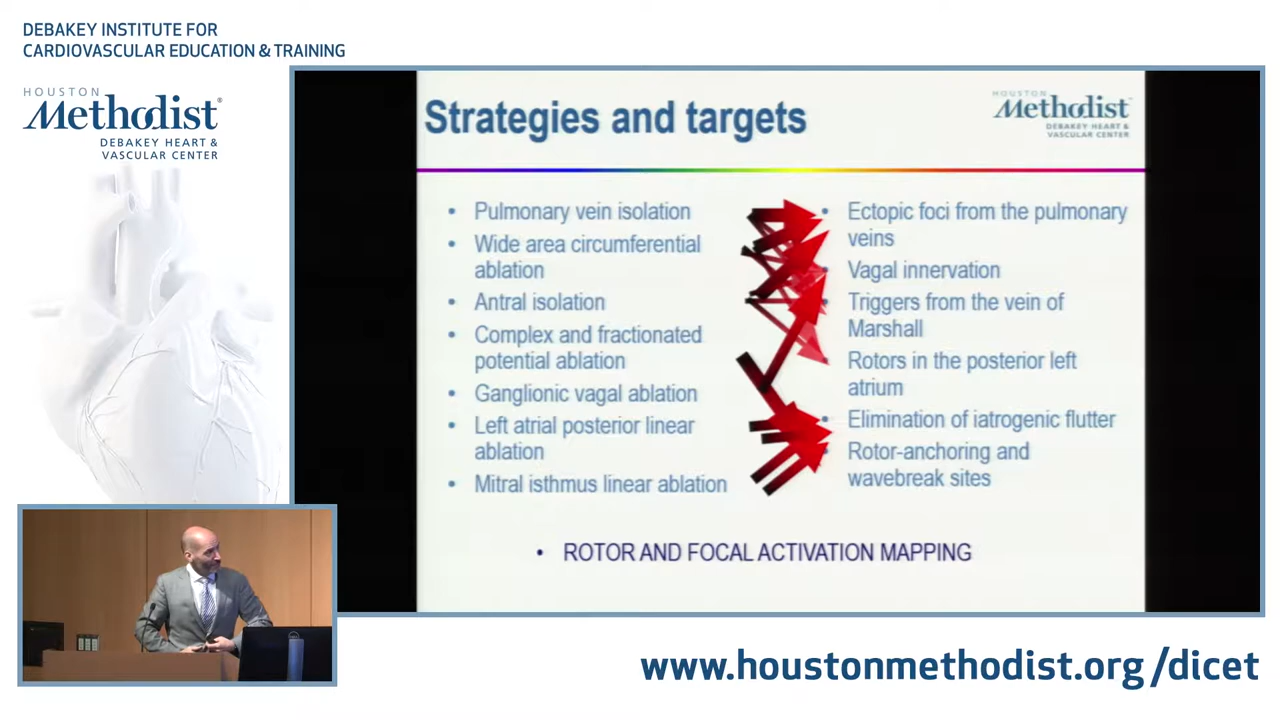 DEBAKEY INSTITUTE FOR
CARDIOVASCULAR EDUCATION & TRAINING
HOUSTON
Methodist®
DEBAKEY HEART &
VASCULAR CENTER
Strategies and targets
HOUSTON
Methodist
DEBAKEY HEART &
VASCULAR CENTER
• Pulmonary vein isolation
• Wide area circumferential
ablation
• Antral isolation
• Complex and fractionated
potential ablation
• Ganglionic vagal ablation
• Left atrial posterior linear
ablation
• Mitral isthmus linear ablation
• Ectopic foci from the pulmonary
veins
• Vagal innervation
• Triggers from the vein of
Marshall
• Rotors in the posterior left
atrium
• Elimination of iatrogenic flutter
• Rotor-anchoring and
wavebreak sites
• ROTOR AND FOCAL ACTIVATION MAPPING
www.houstonmethodist.org/dicet